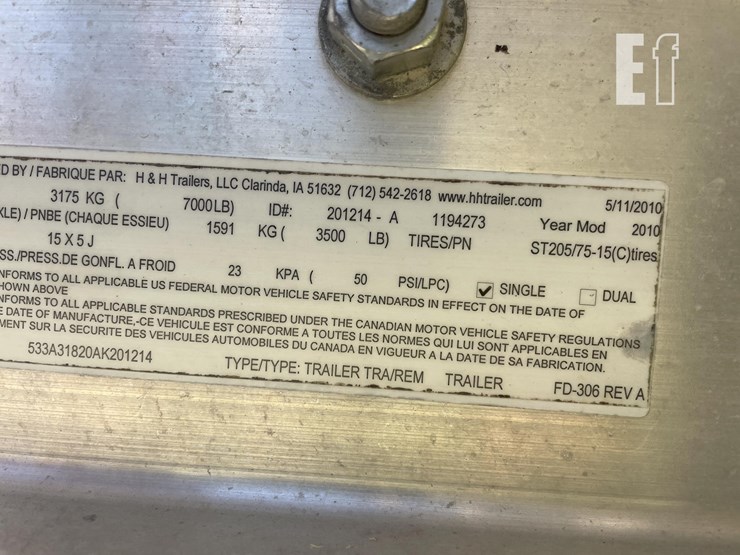 Ef
D BY / FABRIQUE PAR: H & H Trailers, LLC Clarinda, IA 51632 (712) 542-2618 www.hhtrailer.com 5/11/2010
3175 KG ( 7000LB) ID#: 201214 - A 1194273 Year Mod 2010
XLE) / PNBE (CHAQUE ESSIEU) 1591 KG ( 3500 LB) TIRES/PN ST205/75-15(C)tires
15 X 5 J
SS./PRESS.DE GONFL. A FROID 23 KPA ( 50 PSI/LPC) SINGLE DUAL
NFORMS TO ALL APPLICABLE US FEDERAL MOTOR VEHICLE SAFETY STANDARDS IN EFFECT ON THE DATE OF
HOWN ABOVE
NFORMS TO ALL APPLICABLE STANDARDS PRESCRIBED UNDER THE CANADIAN MOTOR VEHICLE SAFETY REGULATIONS
E DATE OF MANUFACTURE,-CE VEHICULE EST CONFORME A TOUTES LES NORMES QUI LUI SONT APPLICABLES EN
MENT SUR LA SECURITE DES VEHICULES AUTOMOBILES DU CANADA EN VIGUEUR A LA DATE DE SA FABRICATION.
533A31820AK201214 TYPE/TYPE: TRAILER TRA/REM TRAILER FD-306 REV A